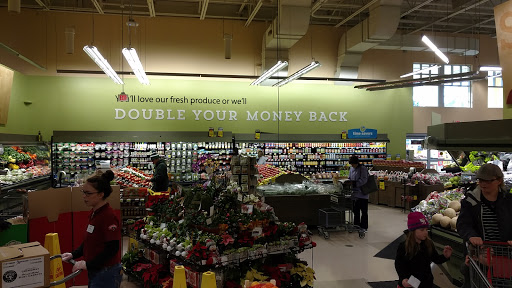 You'll love our fresh produce or we'll
DOUBLE YOUR MONEY BACK